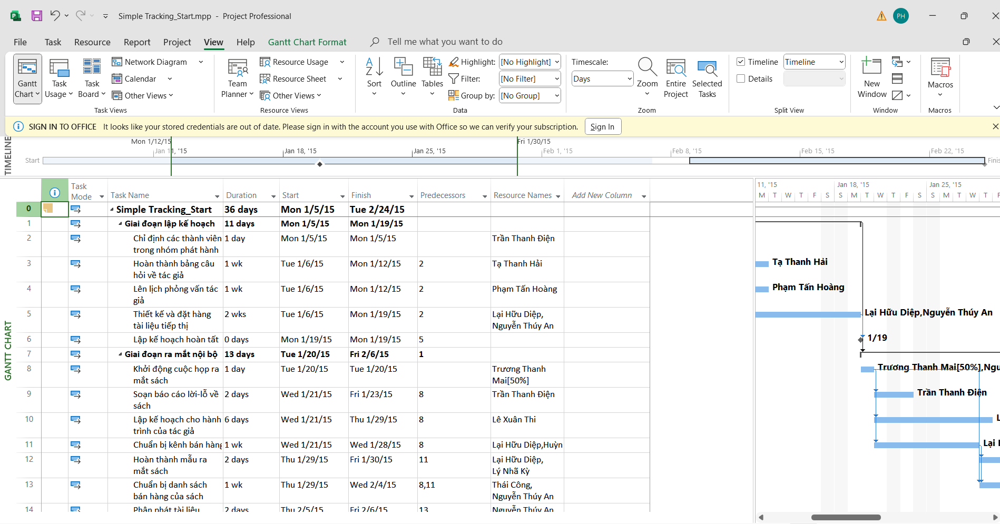 Simple Tracking_Start.mpp - Project Professional
PH
File Task Resource Report Project View Help Gantt Chart Format Tell me what you want to do
Gantt Chart
Task Usage
Task Board
Network Diagram
Calendar
Other Views
Task Views
Team Planner
Resource Usage
Resource Sheet
Other Views
Resource Views
Sort
Outline
Tables
Highlight: [No Highlight]
Filter: [No Filter]
Group by: [No Group]
Data
Timescale:
Days
Zoom
Entire Project
Selected Tasks
Zoom
Timeline Timeline
Details
Split View
New Window
Window
Macros
Macros
SIGN IN TO OFFICE It looks like your stored credentials are out of date. Please sign in with the account you use with Office so we can verify your subscription. Sign In
TIMELINE
Mon 1/12/15 Fri 1/30/15
Jan 11, '15 Jan 18, '15 Jan 25, '15 Feb 1, '15 Feb 8, '15 Feb 15, '15 Feb 22, '15
Start
GANTT CHART
Task Mode Task Name Duration Start Finish Predecessors Resource Names Add New Column
11, '15 Jan 18, '15 Jan 25, '15
M T W T F S S M T W T F S S M T W T
0 Simple Tracking_Start 36 days Mon 1/5/15 Tue 2/24/15
1 Giai đoạn lập kế hoạch 11 days Mon 1/5/15 Mon 1/19/15
2 Chỉ định các thành viên 1 day Mon 1/5/15 Mon 1/5/15 Trần Thanh Điện
trong nhóm phát hành
3 Hoàn thành bảng câu 1 wk Tue 1/6/15 Mon 1/12/15 2 Tạ Thanh Hải
hỏi về tác giả
Tạ Thanh Hải
4 Lên lịch phỏng vấn tác 1 wk Tue 1/6/15 Mon 1/12/15 2 Phạm Tấn Hoàng
giả
Phạm Tấn Hoàng
5 Thiết kế và đặt hàng 2 wks Tue 1/6/15 Mon 1/19/15 2 Lại Hữu Diệp,
tài liệu tiếp thị Nguyễn Thúy An
Lại Hữu Diệp,Nguyễn Thúy An
6 Lập kế hoạch hoàn tất 0 days Mon 1/19/15 Mon 1/19/15 5
1/19
7 Giai đoạn ra mắt nội bộ 13 days Tue 1/20/15 Fri 2/6/15 1
8 Khởi động cuộc họp ra 1 day Tue 1/20/15 Tue 1/20/15 Trương Thanh
mắt sách Mai[50%]
Trương Thanh Mai[50%],Ngu
9 Soạn báo cáo lời-lỗ về 2 days Wed 1/21/15 Fri 1/23/15 8 Trần Thanh Điện
sách
Trần Thanh Điện
10 Lập kế hoạch cho hành 6 days Wed 1/21/15 Thu 1/29/15 8 Lê Xuân Thi
trình của tác giả
L
11 Chuẩn bị kênh bán hàng 1 wk Wed 1/21/15 Wed 1/28/15 8 Lại Hữu Diệp,Huỳn
Lại
12 Hoàn thành mẫu ra 2 days Thu 1/29/15 Fri 1/30/15 11 Lại Hữu Diệp,
mắt sách Lý Nhã Kỳ
13 Chuẩn bị danh sách 1 wk Thu 1/29/15 Wed 2/4/15 8,11 Thái Công,
bán hàng của sách Nguyễn Thúy An
14 Phân phát tài liệu 2 days Thu 2/5/15 Fri 2/6/15 13 Nguyễn Thúy An